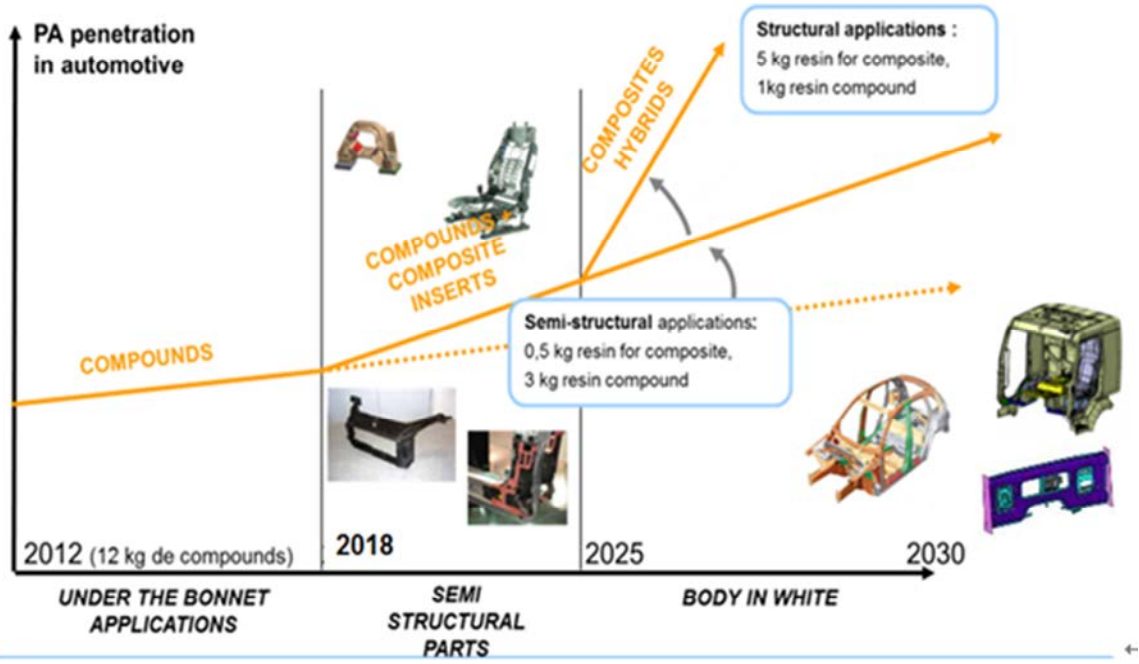 PA penetration
in automotive
Structural applications :
5 kg resin for composite,
1kg resin compound
COMPOSITES
HYBRIDS
COMPOUNDS +
COMPOSITE
INSERTS
COMPOUNDS
Semi-structural applications:
0,5 kg resin for composite,
3 kg resin compound
2012 (12 kg de compounds)
2018
2025
2030
UNDER THE BONNET
APPLICATIONS
SEMI
STRUCTURAL
PARTS
BODY IN WHITE